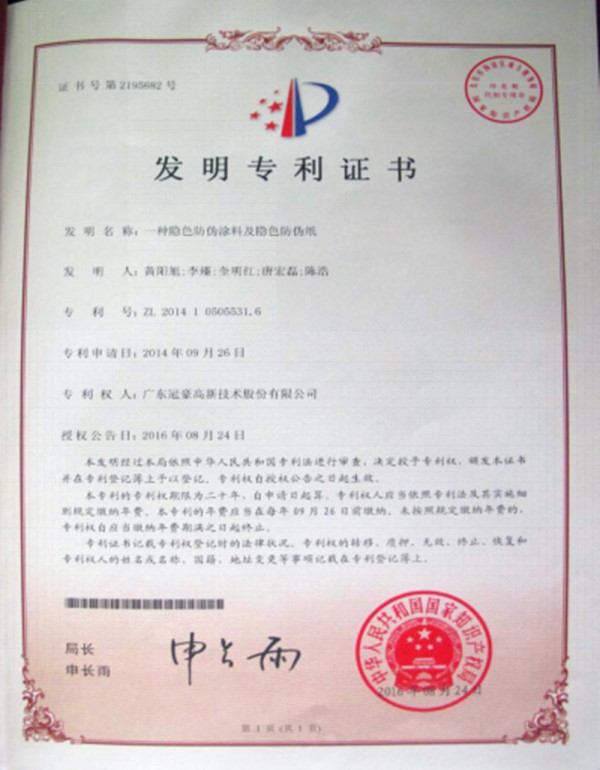 证书号第2195682号
发明专利证书
发明名称：一种隐色防伪涂料及隐色防伪纸
发明人：黄阳旭;李臻;奎明红;唐宏磊;陈浩
专利号：ZL 2014 1 0505531.6
专利申请日：2014年09月26日
专利权人：广东冠豪高新技术股份有限公司
授权公告日：2016年08月24日
本发明经过本局依照中华人民共和国专利法进行审查，决定授予专利权，颁发本证书
并在专利登记簿上予以登记。专利权自授权公告之日起生效。
本专利的专利权期限为二十年，自申请日起算。专利权人应当依照专利法及其实施细
则规定缴纳年费。本专利的年费应当在每年09月26日前缴纳。未按照规定缴纳年费的，
专利权自应当缴纳年费期满之日起终止。
专利证书记载专利权登记时的法律状况。专利权的转移、质押、无效、终止、恢复和
专利权人的姓名或名称、国籍、地址变更等事项记载在专利登记簿上。
局长
申长雨
申长雨
中华人民共和国国家知识产权局
2016年08月24日
第1页(共1页)